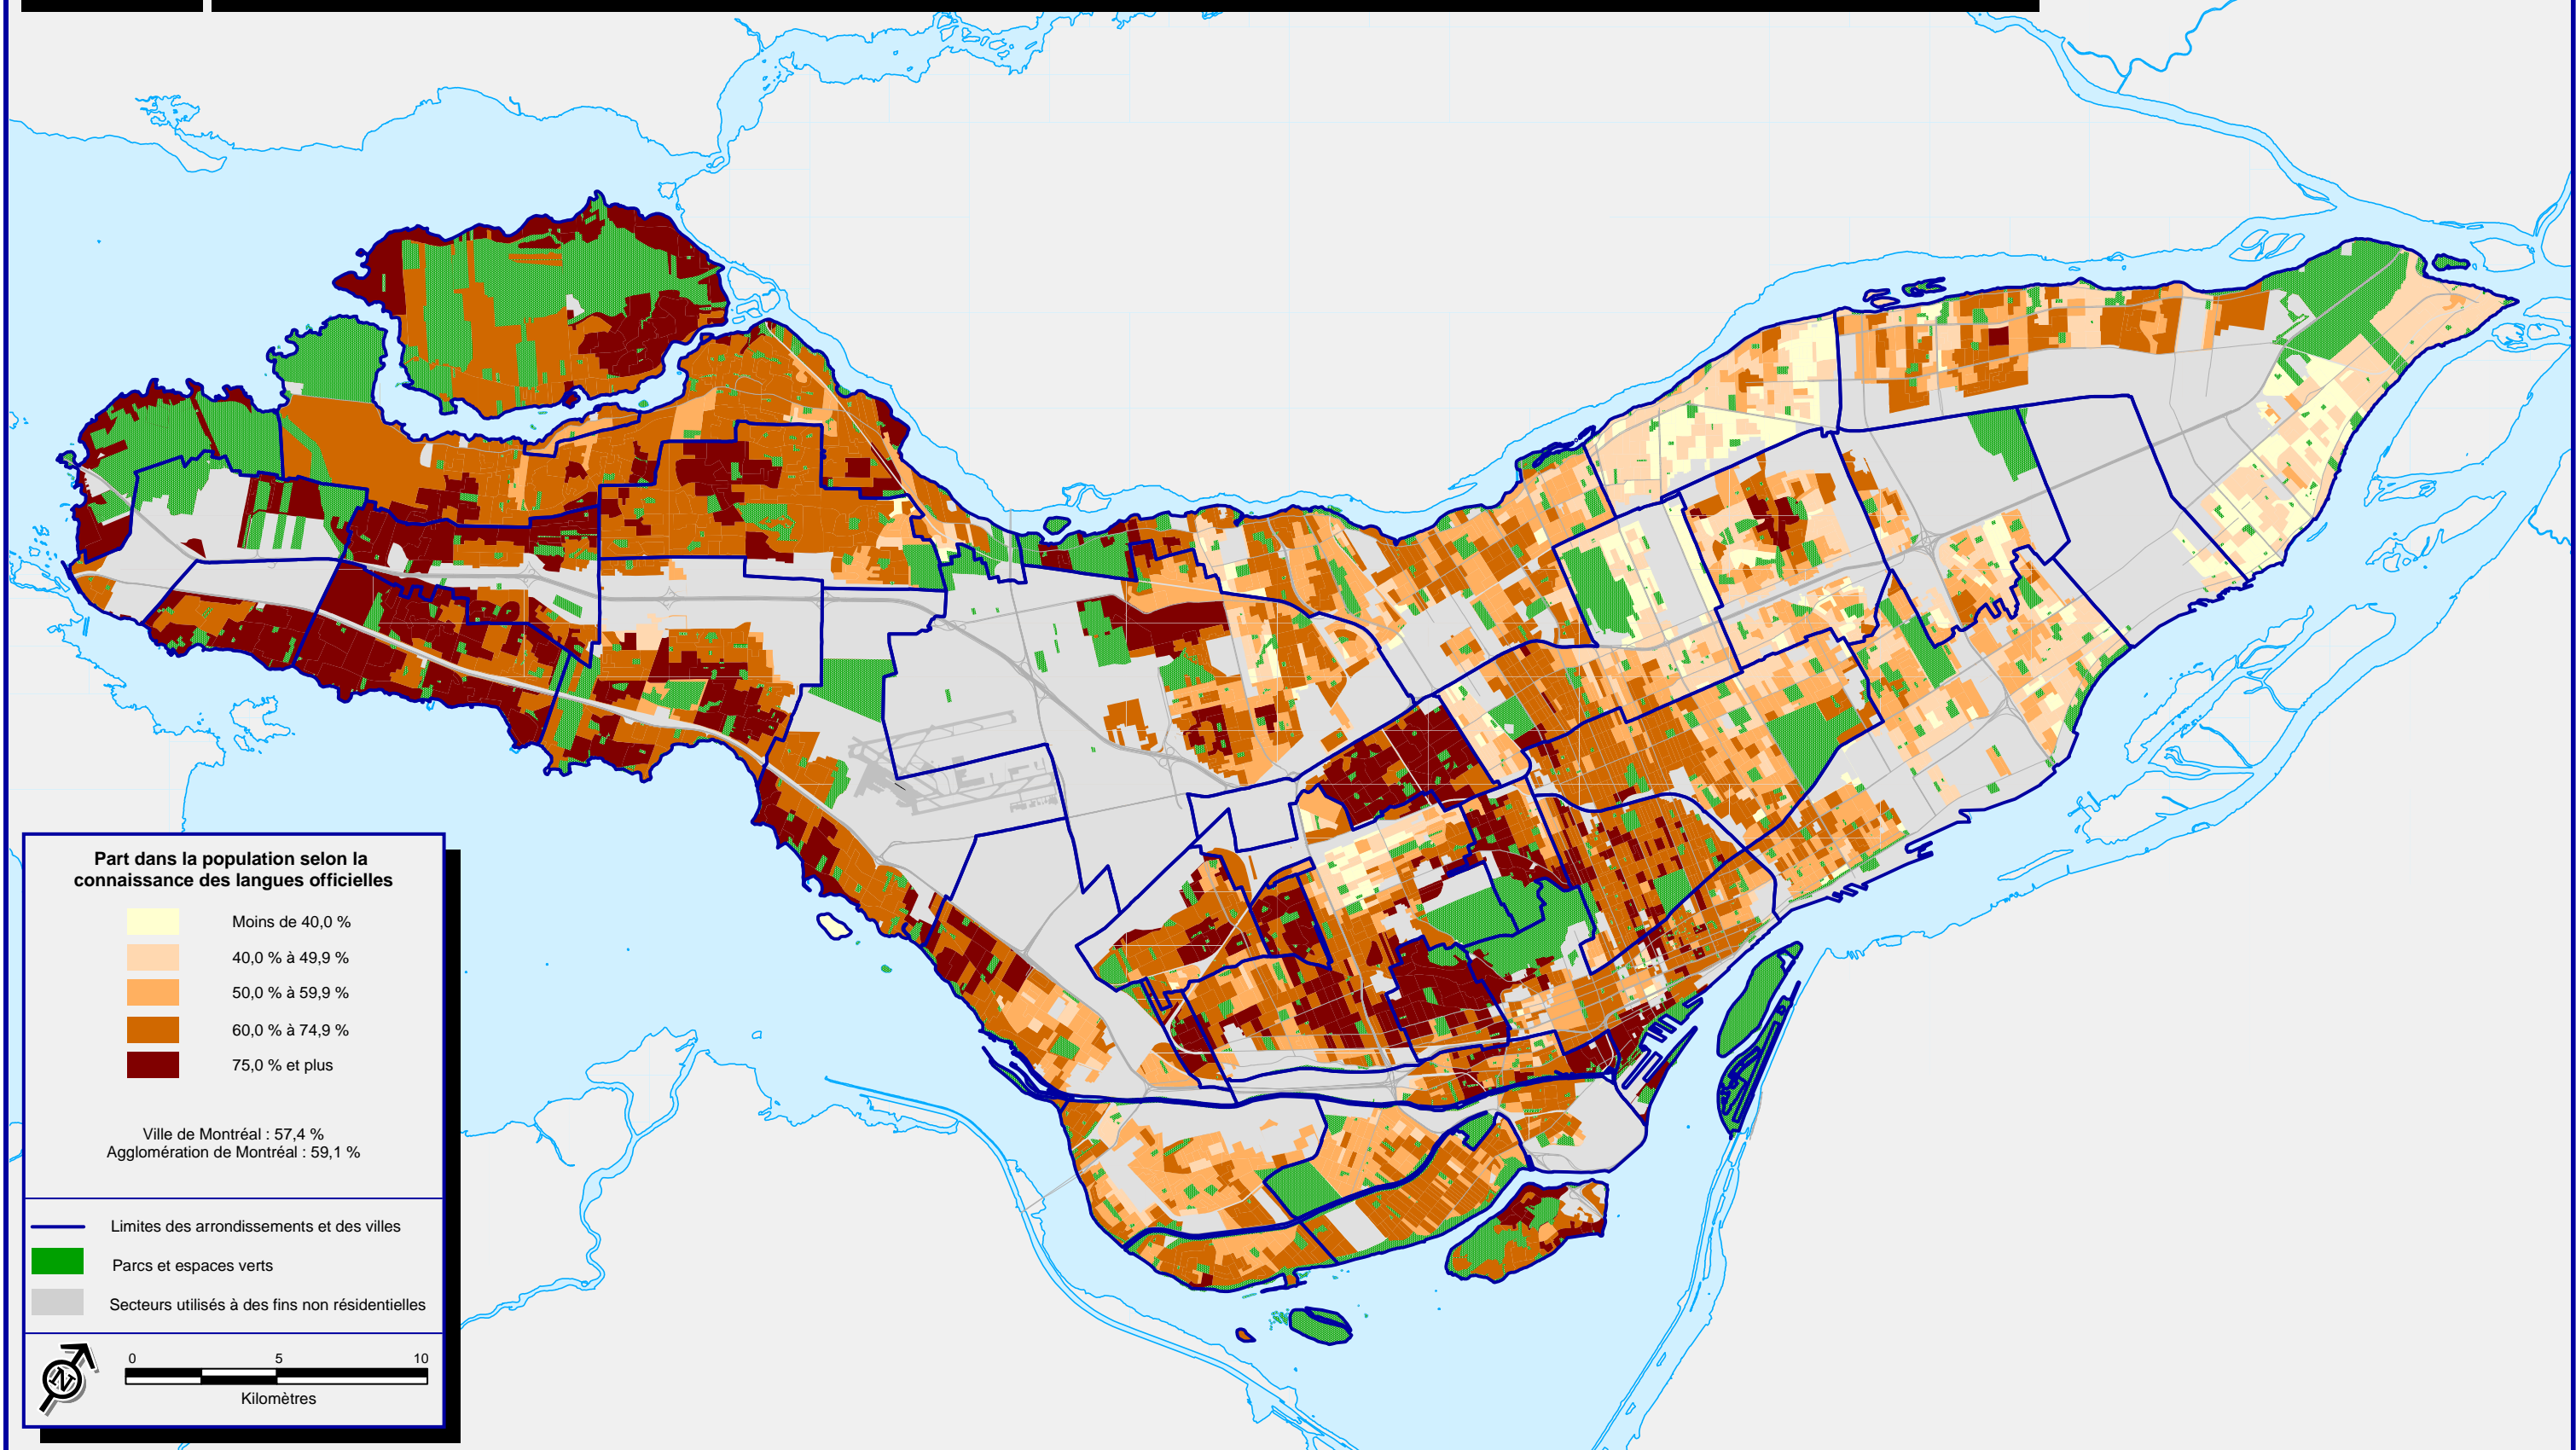 Part dans la population selon la
connaissance des langues officielles
Moins de 40,0 %
40,0 % à 49,9 %
50,0 % à 59,9 %
60,0 % à 74,9 %
75,0 % et plus
Ville de Montréal : 57,4 %
Agglomération de Montréal : 59,1 %
Limites des arrondissements et des villes
Parcs et espaces verts
Secteurs utilisés à des fins non résidentielles
N
0 5 10
Kilomètres